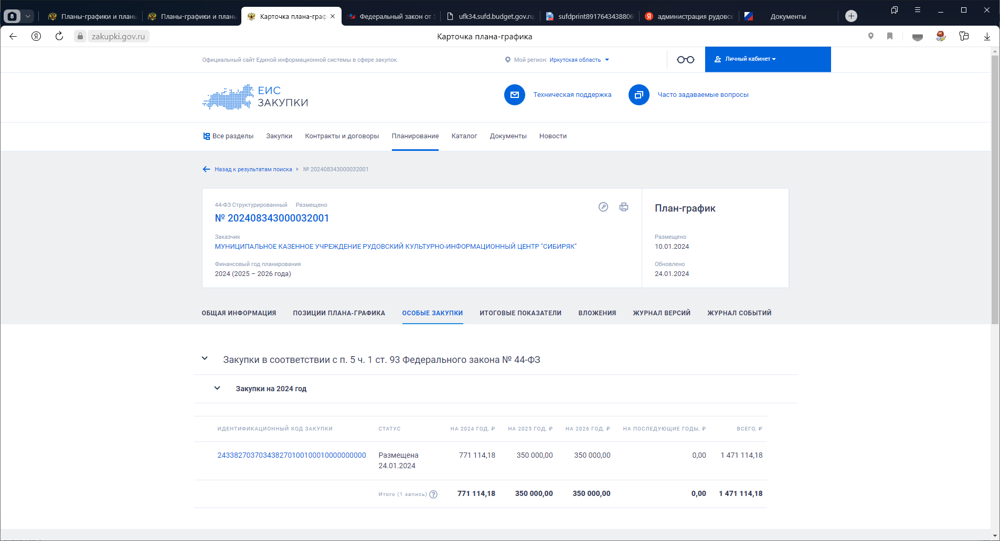 8
Планы-графики и планы
Планы-графики и планы
Карточка плана-граф
Федеральный закон от 5
ufk34.sufd.budget.gov.ru
sufdprint89176434388069
администрация рудовск
Документы
Я
zakupki.gov.ru
Карточка плана-графика
Официальный сайт Единой информационной системы в сфере закупок
Мой регион: Иркутская область
Личный кабинет
ЕИС
ЗАКУПКИ
Техническая поддержка
Часто задаваемые вопросы
Все разделы
Закупки
Контракты и договоры
Планирование
Каталог
Документы
Новости
Назад к результатам поиска
№ 202408343000032001
44-ФЗ Структурированный Размещено
№ 202408343000032001
Заказчик
МУНИЦИПАЛЬНОЕ КАЗЕННОЕ УЧРЕЖДЕНИЕ РУДОВСКИЙ КУЛЬТУРНО-ИНФОРМАЦИОННЫЙ ЦЕНТР "СИБИРЯК"
Финансовый год планирования
2024 (2025 – 2026 года)
План-график
Размещено
10.01.2024
Обновлено
24.01.2024
ОБЩАЯ ИНФОРМАЦИЯ
ПОЗИЦИИ ПЛАНА-ГРАФИКА
ОСОБЫЕ ЗАКУПКИ
ИТОГОВЫЕ ПОКАЗАТЕЛИ
ВЛОЖЕНИЯ
ЖУРНАЛ ВЕРСИЙ
ЖУРНАЛ СОБЫТИЙ
Закупки в соответствии с п. 5 ч. 1 ст. 93 Федерального закона № 44-ФЗ
Закупки на 2024 год
ИДЕНТИФИКАЦИОННЫЙ КОД ЗАКУПКИ СТАТУС НА 2024 ГОД, ₽ НА 2025 ГОД, ₽ НА 2026 ГОД, ₽ НА ПОСЛЕДУЮЩИЕ ГОДЫ, ₽ ВСЕГО, ₽
243382703703438270100100010000000000 Размещена 771 114,18 350 000,00 350 000,00 0,00 1 471 114,18
24.01.2024
Итого (1 запись) ? 771 114,18 350 000,00 350 000,00 0,00 1 471 114,18